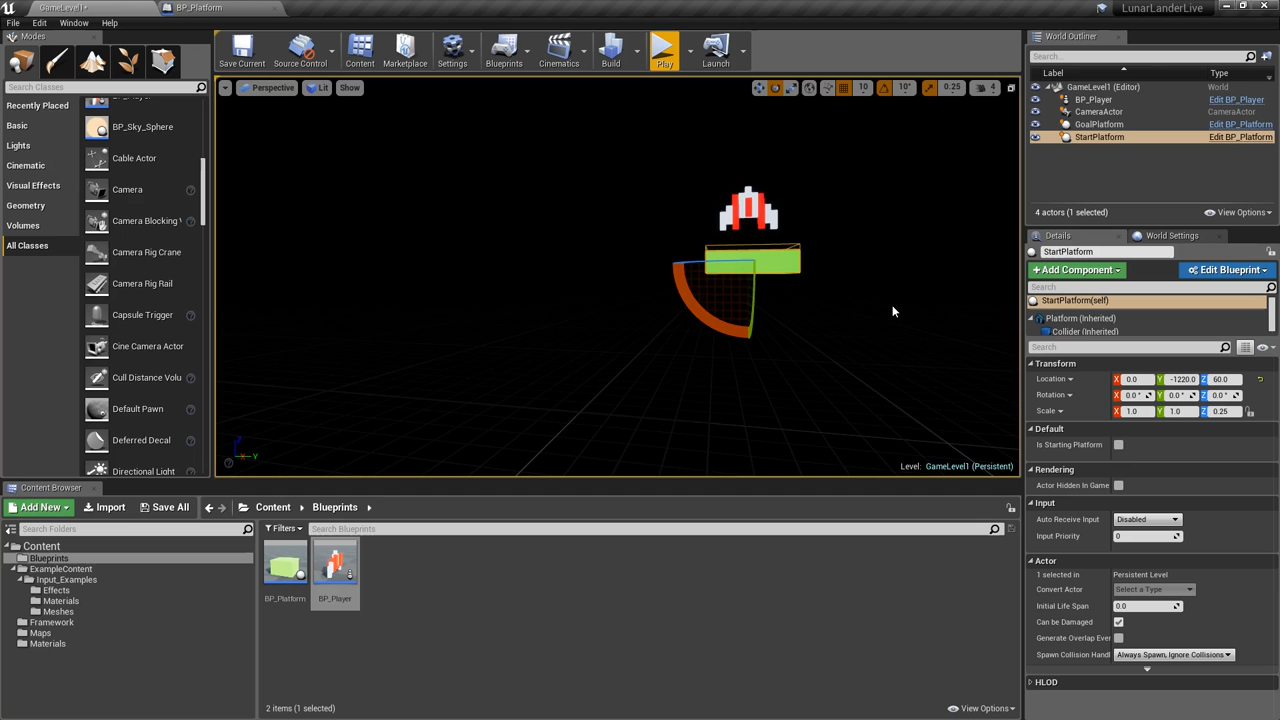 GameLevel1*
BP_Platform
LunarLanderLive
File
Edit
Window
Help
Modes
Search Classes
Recently Placed
Basic
Lights
Cinematic
Visual Effects
Geometry
Volumes
All Classes
BP_Player
BP_Sky_Sphere
Cable Actor
Camera
Camera Blocking V
Camera Rig Crane
Camera Rig Rail
Capsule Trigger
Cine Camera Actor
Cull Distance Volu
Default Pawn
Deferred Decal
Directional Light
Save Current
Source Control
Content
Marketplace
Settings
Blueprints
Cinematics
Build
Play
Launch
Perspective
Lit
Show
10
10°
0.25
4
Z
Y
Level: GameLevel1 (Persistent)
World Outliner
Search...
Label
Type
GameLevel1 (Editor)
World
BP_Player
Edit BP_Player
CameraActor
CameraActor
GoalPlatform
Edit BP_Platform
StartPlatform
Edit BP_Platform
4 actors (1 selected)
View Options
Details
World Settings
StartPlatform
+Add Component
Edit Blueprint
Search
StartPlatform(self)
Platform (Inherited)
Collider (Inherited)
Search
Transform
Location
X
0.0
Y
-1220.0
Z
60.0
Rotation
X
0.0 °
Y
0.0 °
Z
0.0 °
Scale
X
1.0
Y
1.0
Z
0.25
Default
Is Starting Platform
Rendering
Actor Hidden In Game
Input
Auto Receive Input
Disabled
Input Priority
0
Actor
1 selected in
Persistent Level
Convert Actor
Select a Type
Initial Life Span
0.0
Can be Damaged
Generate Overlap Ever
Spawn Collision Handl
Always Spawn, Ignore Collisions
HLOD
Content Browser
Add New
Import
Save All
Content
Blueprints
Search Folders
Filters
Search Blueprints
Content
Blueprints
ExampleContent
Input_Examples
Effects
Materials
Meshes
Framework
Maps
Materials
BP_Platform
BP_Player
2 items (1 selected)
View Options